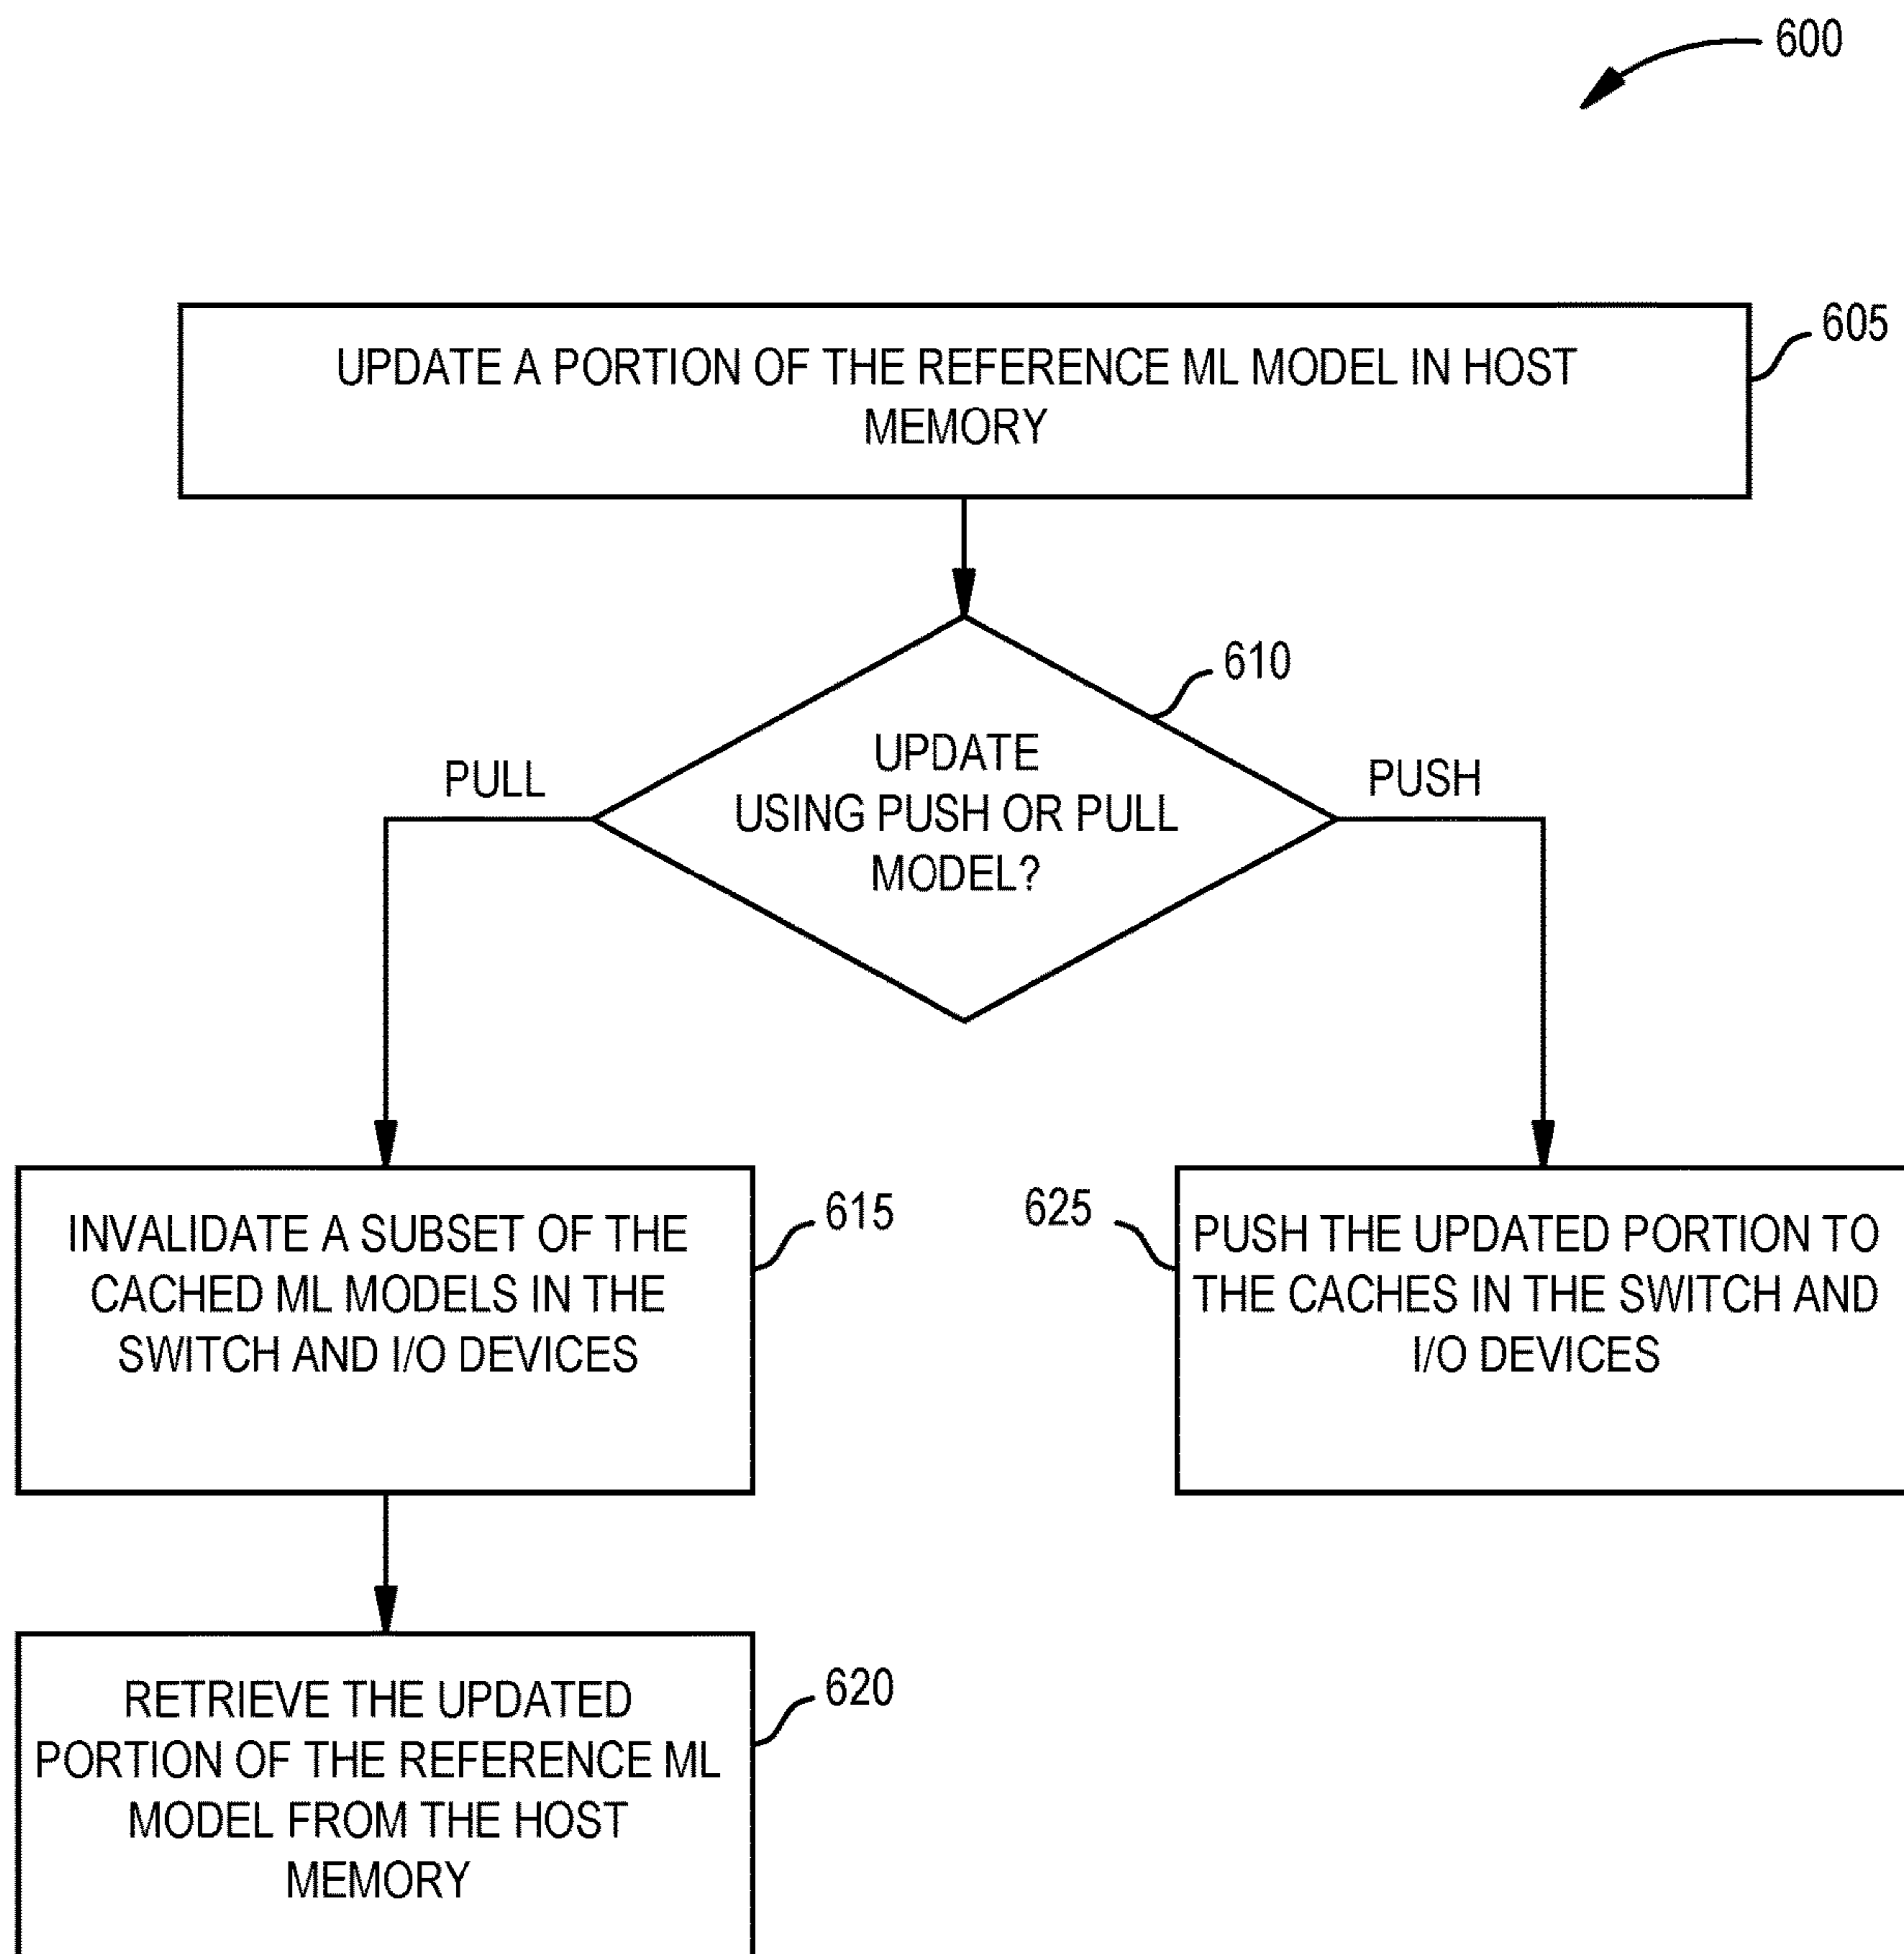 600
605
UPDATE A PORTION OF THE REFERENCE ML MODEL IN HOST
MEMORY
610
UPDATE
USING PUSH OR PULL
MODEL?
PULL
PUSH
615
INVALIDATE A SUBSET OF THE
CACHED ML MODELS IN THE
SWITCH AND I/O DEVICES
625
PUSH THE UPDATED PORTION TO
THE CACHES IN THE SWITCH AND
I/O DEVICES
620
RETRIEVE THE UPDATED
PORTION OF THE REFERENCE ML
MODEL FROM THE HOST
MEMORY